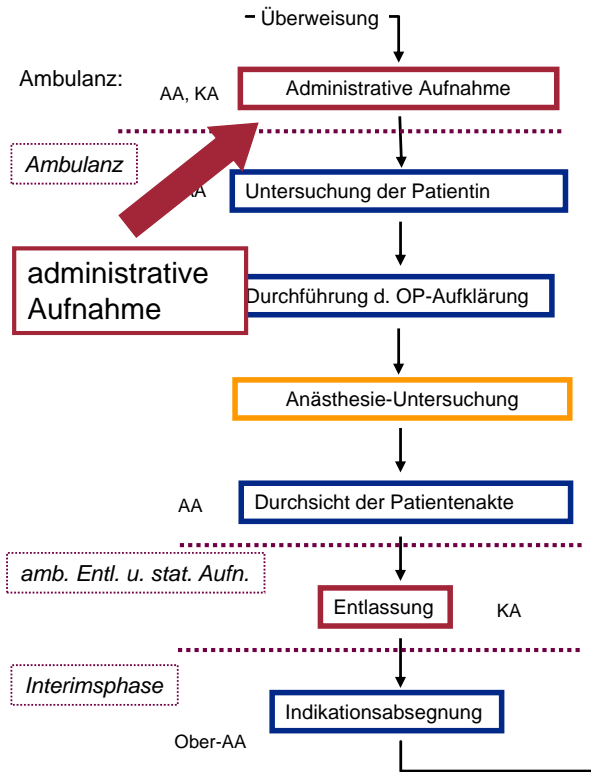 Überweisung
Ambulanz:
AA, KA
Administrative Aufnahme
Ambulanz
Untersuchung der Patientin
administrative
Aufnahme
Durchführung d. OP-Aufklärung
Anästhesie-Untersuchung
AA
Durchsicht der Patientenakte
amb. Entl. u. stat. Aufn.
Entlassung
KA
Interimsphase
Indikationsabsegnung
Ober-AA